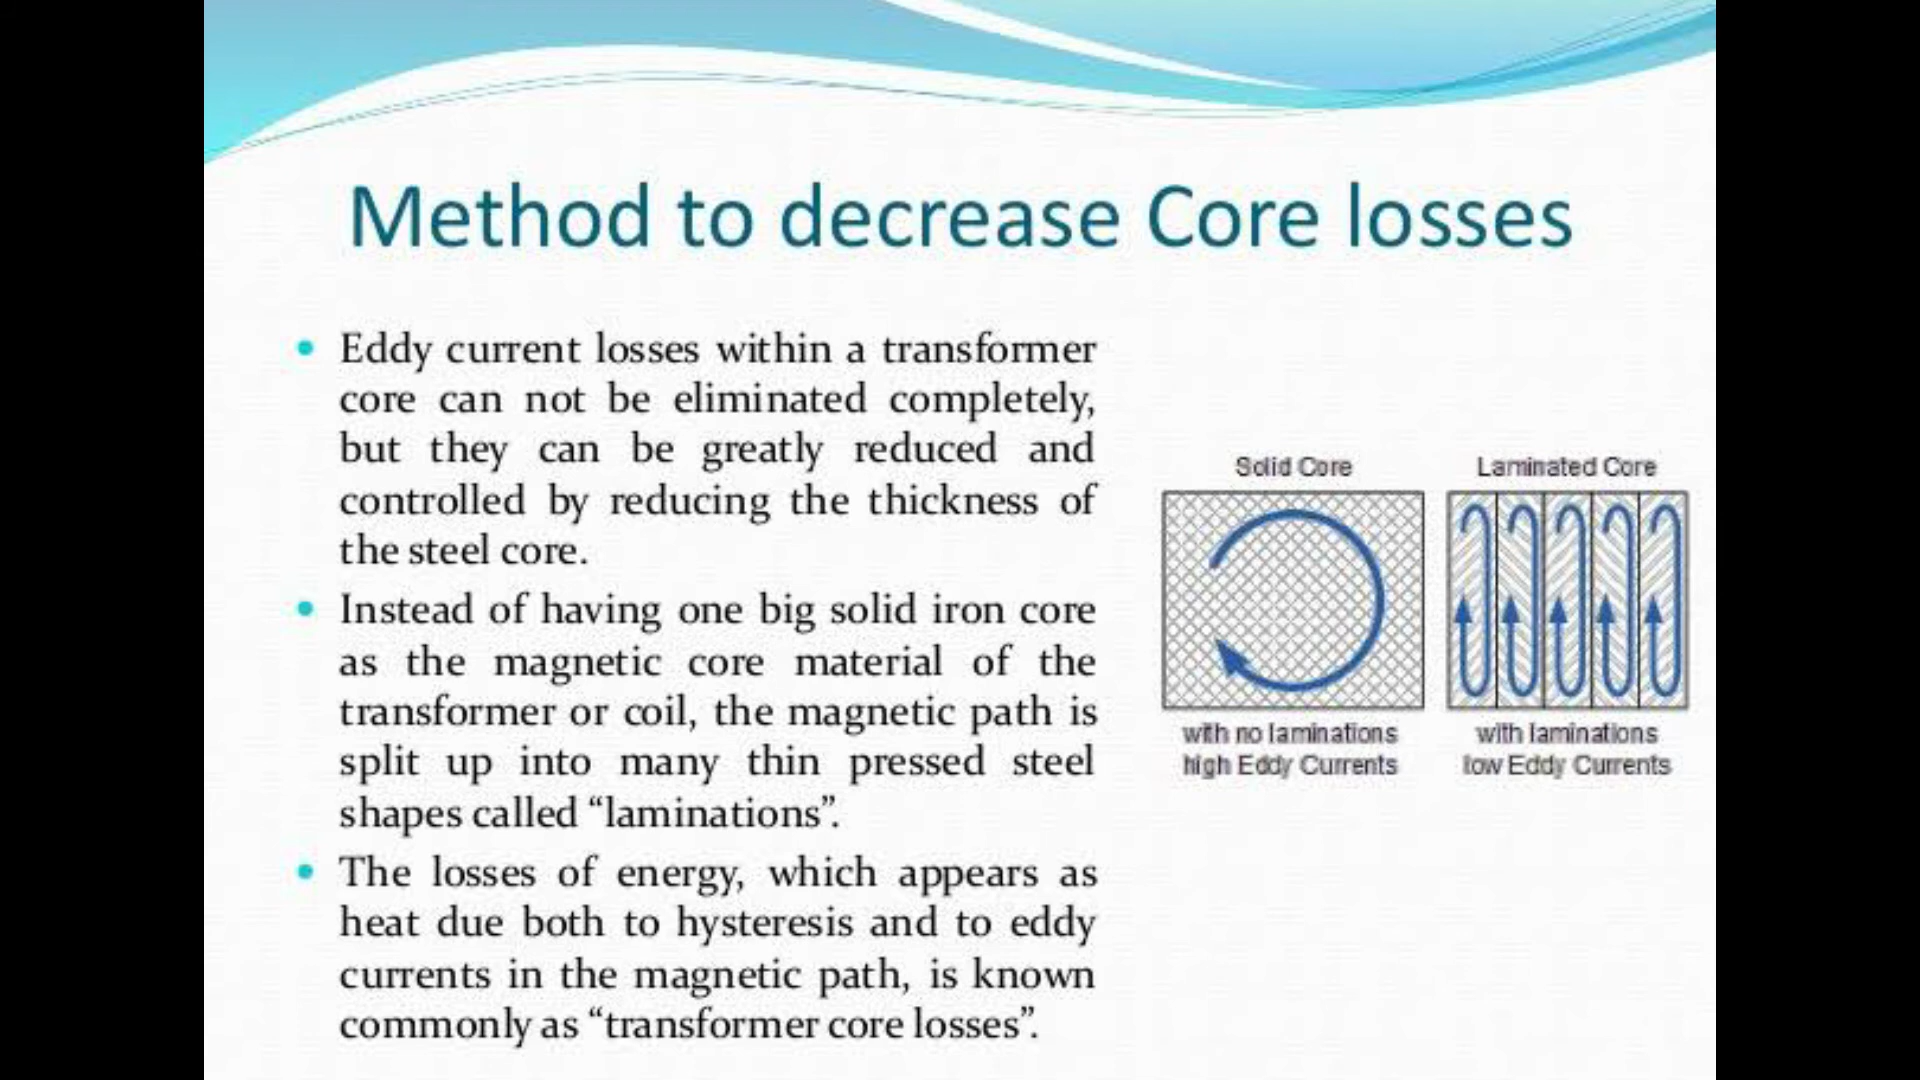 Method to decrease Core losses
Eddy current losses within a transformer
core can not be eliminated completely,
but they can be greatly reduced and
controlled by reducing the thickness of
the steel core.
Instead of having one big solid iron core
as the magnetic core material of the
transformer or coil, the magnetic path is
split up into many thin pressed steel
shapes called “laminations”.
The losses of energy, which appears as
heat due both to hysteresis and to eddy
currents in the magnetic path, is known
commonly as “transformer core losses”.
Solid Core
with no laminations
high Eddy Currents
Laminated Core
with laminations
low Eddy Currents